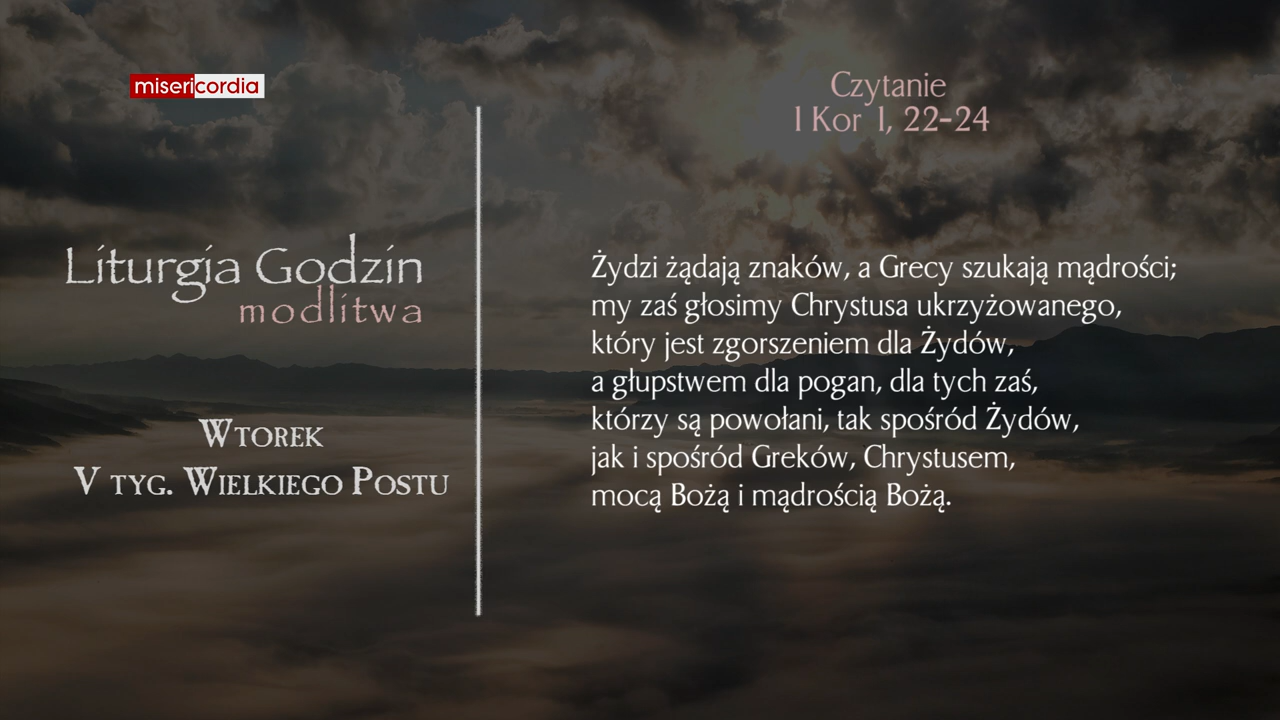 misericordia
Liturgia Godzin
modlitwa
Wtorek
V tyg. Wielkiego Postu
Czytanie
1 Kor 1, 22-24
Żydzi żądają znaków, a Grecy szukają mądrości;
my zaś głosimy Chrystusa ukrzyżowanego,
który jest zgorszeniem dla Żydów,
a głupstwem dla pogan, dla tych zaś,
którzy są powołani, tak spośród Żydów,
jak i spośród Greków, Chrystusem,
mocą Bożą i mądrością Bożą.